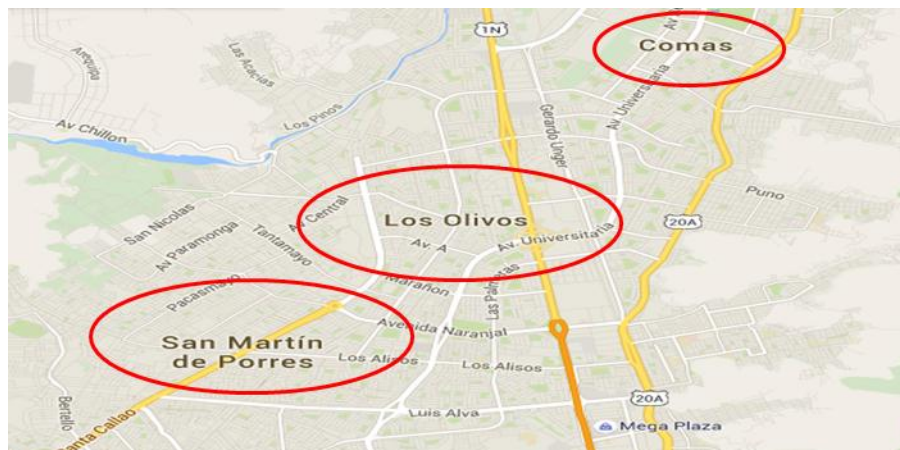 1N
Comas
Arequipa
Las Acacias
Los Pinos
Av Chillon
Gerardo Unger
Av. Universitaria
Puno
20A
San Nicolas
Av Central
Los Olivos
Av. A
Av. Universitaria
Av Paramonga
Tantamayo
Marañon
Las Palmeras
Pacasmayo
Avenida Naranjal
San Martín
de Porres
Los Alisos
Los Alisos
20A
Bertello
Luis Alva
Santa Callao
Mega Plaza